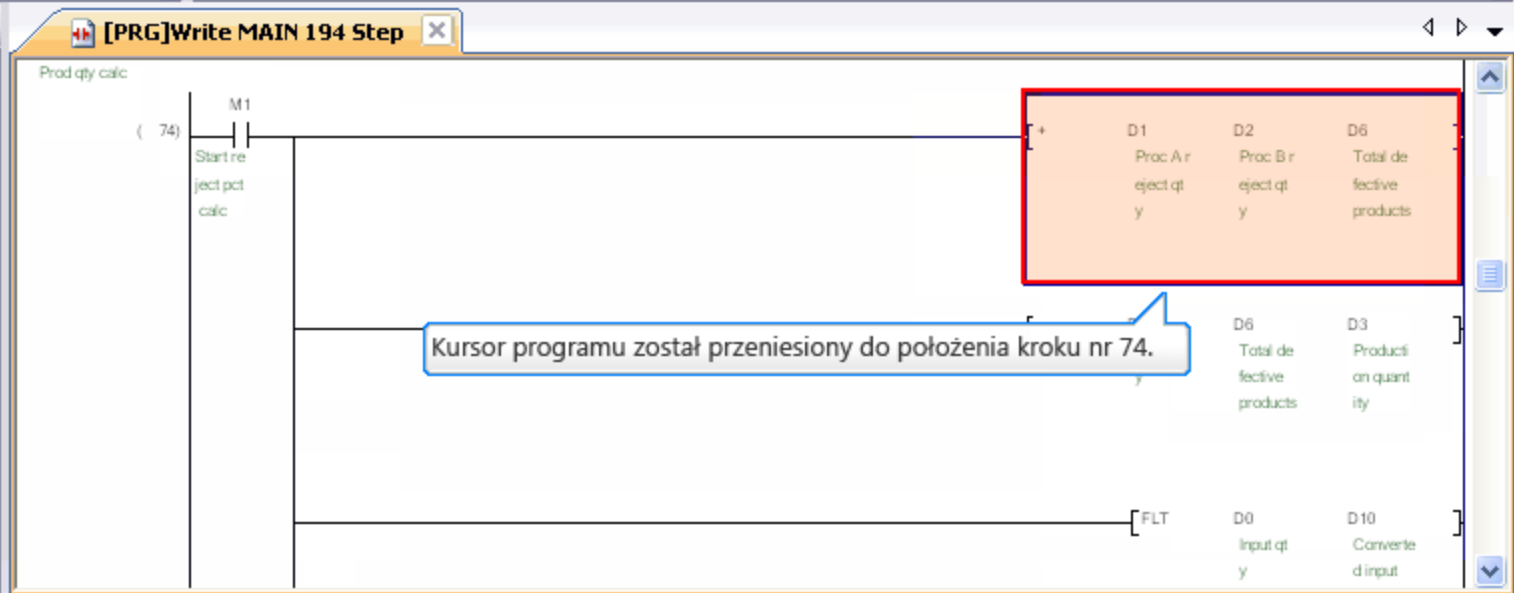 [PRG]Write MAIN 194 Step
Prod qty calc
M1
( 74)
Start re
ject pct
calc
+ D1 D2 D6
Proc A r Proc B r Total de
eject qt eject qt fective
y y products
Kursor programu został przeniesiony do położenia kroku nr 74.
D6 D3
Total de Producti
fective on quant
products ity
y
FLT D0 D10
Input qt Converte
y d input